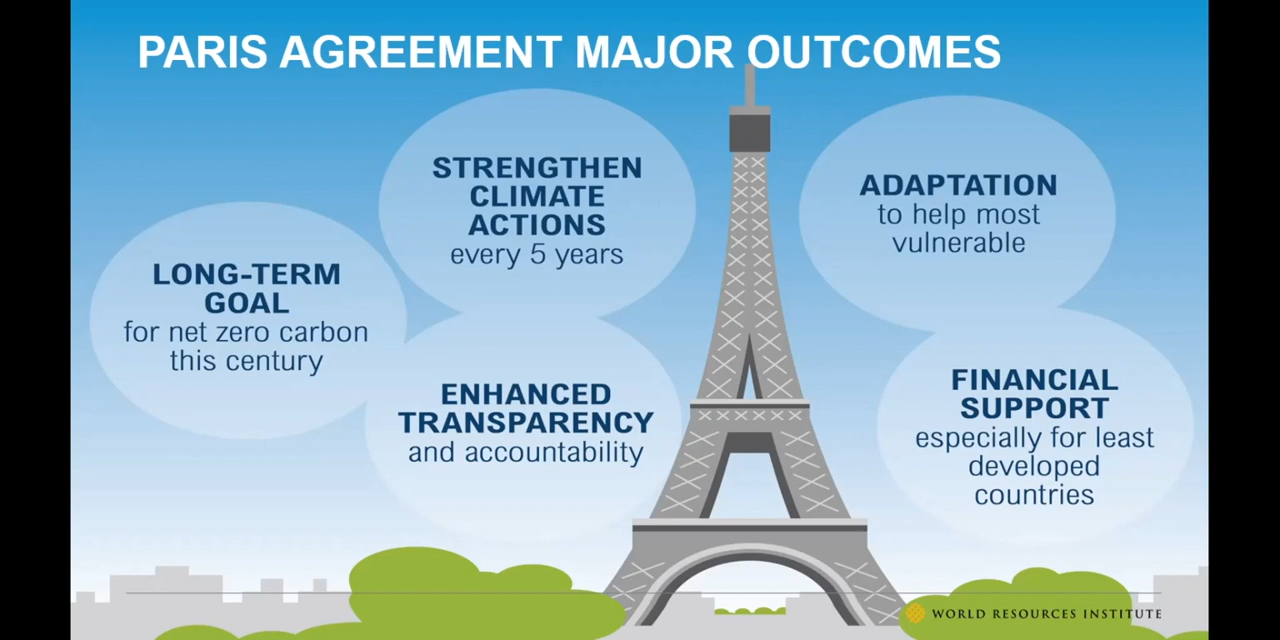 PARIS AGREEMENT MAJOR OUTCOMES
LONG-TERM
GOAL
for net zero carbon
this century
STRENGTHEN
CLIMATE
ACTIONS
every 5 years
ENHANCED
TRANSPARENCY
and accountability
ADAPTATION
to help most
vulnerable
FINANCIAL
SUPPORT
especially for least
developed
countries
WORLD RESOURCES INSTITUTE